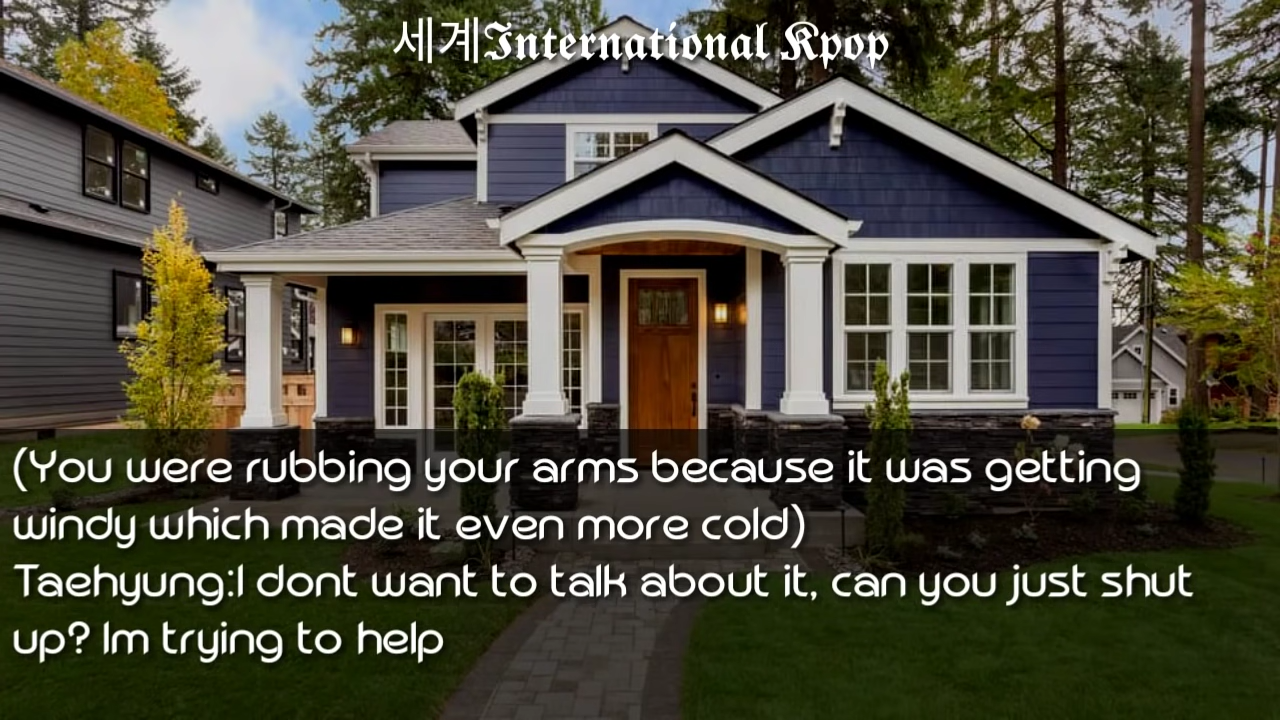 세계International Kpop
(You were rubbing your arms because it was getting
windy which made it even more cold)
Taehyung:I dont want to talk about it, can you just shut
up? Im trying to help